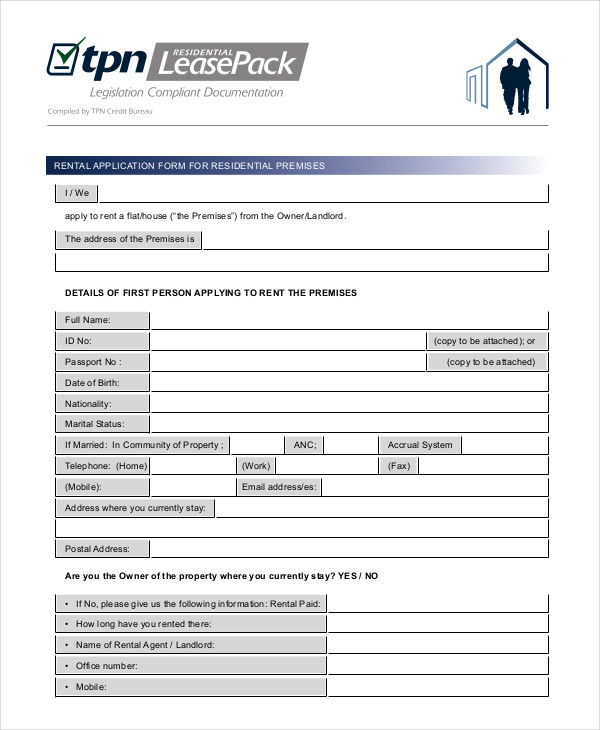 tpn RESIDENTIAL LeasePack
Legislation Compliant Documentation
Compiled by TPN Credit Bureau
RENTAL APPLICATION FORM FOR RESIDENTIAL PREMISES
I / We
apply to rent a flat/house (“the Premises”) from the Owner/Landlord.
The address of the Premises is
DETAILS OF FIRST PERSON APPLYING TO RENT THE PREMISES
Full Name:
ID No: (copy to be attached); or
Passport No : (copy to be attached)
Date of Birth:
Nationality:
Marital Status:
If Married: In Community of Property ; ANC; Accrual System
Telephone: (Home) (Work) (Fax)
(Mobile): Email address/es:
Address where you currently stay:
Postal Address:
Are you the Owner of the property where you currently stay? YES / NO
• If No, please give us the following information: Rental Paid:
• How long have you rented there:
• Name of Rental Agent / Landlord:
• Office number:
• Mobile: